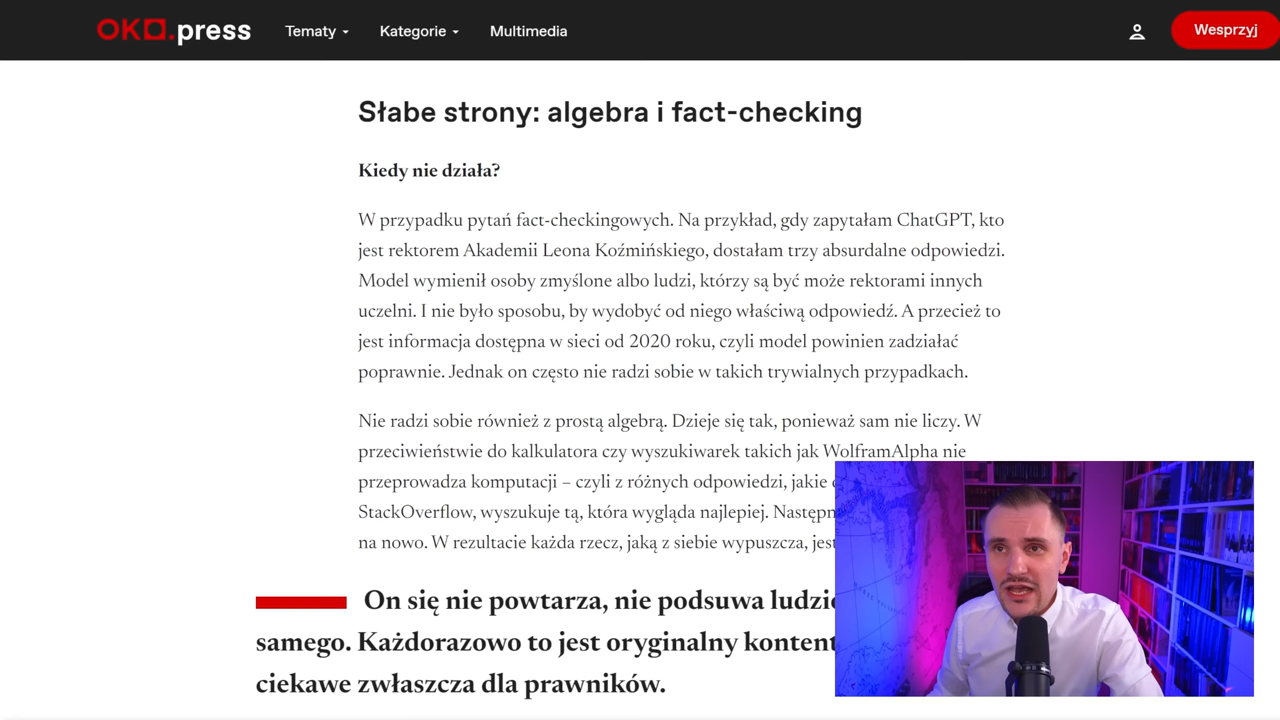 OKO.press Tematy Kategorie Multimedia Wesprzyj
Słabe strony: algebra i fact-checking
Kiedy nie działa?
W przypadku pytań fact-checkingowych. Na przykład, gdy zapytałam ChatGPT, kto
jest rektorem Akademii Leona Koźmińskiego, dostałam trzy absurdalne odpowiedzi.
Model wymienił osoby zmyślone albo ludzi, którzy są być może rektorami innych
uczelni. I nie było sposobu, by wydobyć od niego właściwą odpowiedź. A przecież to
jest informacja dostępna w sieci od 2020 roku, czyli model powinien zadziałać
poprawnie. Jednak on często nie radzi sobie w takich trywialnych przypadkach.
Nie radzi sobie również z prostą algebrą. Dzieje się tak, ponieważ sam nie liczy. W
przeciwieństwie do kalkulatora czy wyszukiwarek takich jak WolframAlpha nie
przeprowadza komputacji – czyli z różnych odpowiedzi, jakie
StackOverflow, wyszukuje tą, która wygląda najlepiej.
na nowo. W rezultacie każda rzecz, jaką z siebie wypuszcza,
On się nie powtarza, nie podsuwa
samego. Każdorazowo to jest oryginalny kontent
ciekawe zwłaszcza dla prawników.